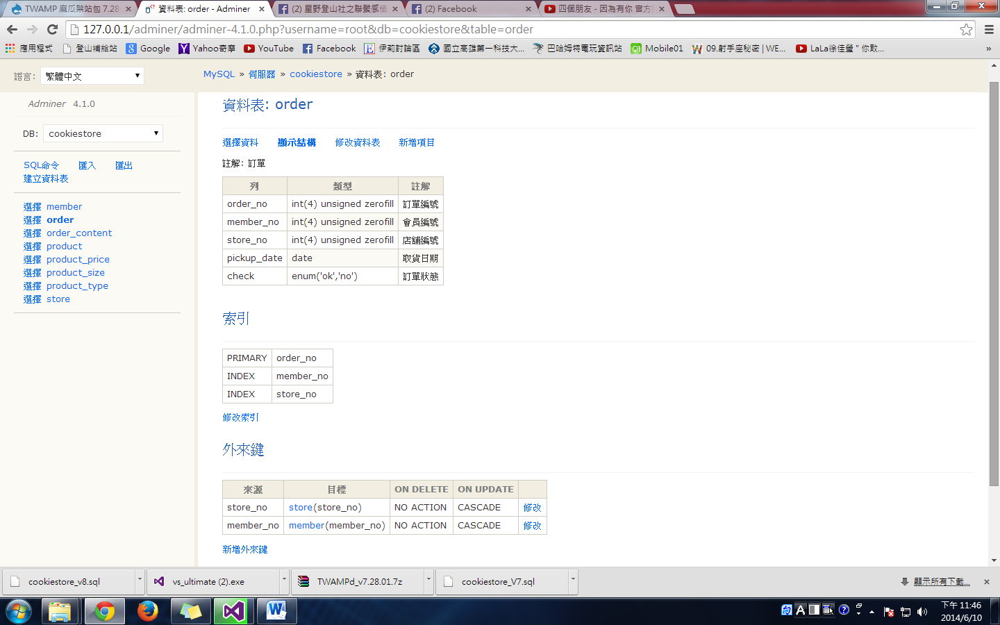 TWAMP 麻瓜架站包 7.28
資料表: order - Adminer
(2) 星野登山社之聯繫感情
(2) Facebook
四個朋友 - 因為有你 官方
127.0.0.1/adminer/adminer-4.1.0.php?username=root&db=cookiestore&table=order
應用程式 登山補給站 Google Yahoo奇摩 YouTube Facebook 伊莉討論區 國立高雄第一科技大... 巴哈姆特電玩資訊站 Mobile01 09.射手座秘密 | WE... LaLa徐佳瑩 " 你敢... »
語言: 繁體中文
MySQL » 伺服器 » cookiestore » 資料表: order
Adminer 4.1.0
DB: cookiestore
SQL命令 匯入 匯出
建立資料表
選擇 member
選擇 order
選擇 order_content
選擇 product
選擇 product_price
選擇 product_size
選擇 product_type
選擇 store
資料表: order
選擇資料 顯示結構 修改資料表 新增項目
註解: 訂單
列 類型 註解
order_no int(4) unsigned zerofill 訂單編號
member_no int(4) unsigned zerofill 會員編號
store_no int(4) unsigned zerofill 店舖編號
pickup_date date 取貨日期
check enum('ok','no') 訂單狀態
索引
PRIMARY order_no
INDEX member_no
INDEX store_no
修改索引
外來鍵
來源 目標 ON DELETE ON UPDATE
store_no store(store_no) NO ACTION CASCADE 修改
member_no member(member_no) NO ACTION CASCADE 修改
新增外來鍵
cookiestore_v8.sql
vs_ultimate (2).exe
TWAMPd_v7.28.01.7z
cookiestore_V7.sql
顯示所有下載...
下午 11:46
2014/6/10